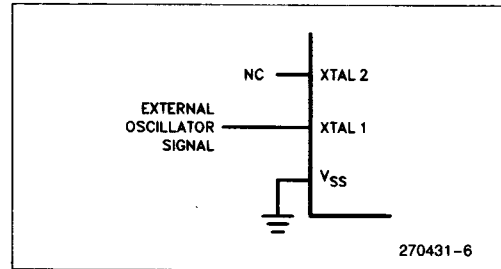 NC XTAL 2
EXTERNAL
OSCILLATOR
SIGNAL
XTAL 1
VSS
270431-6